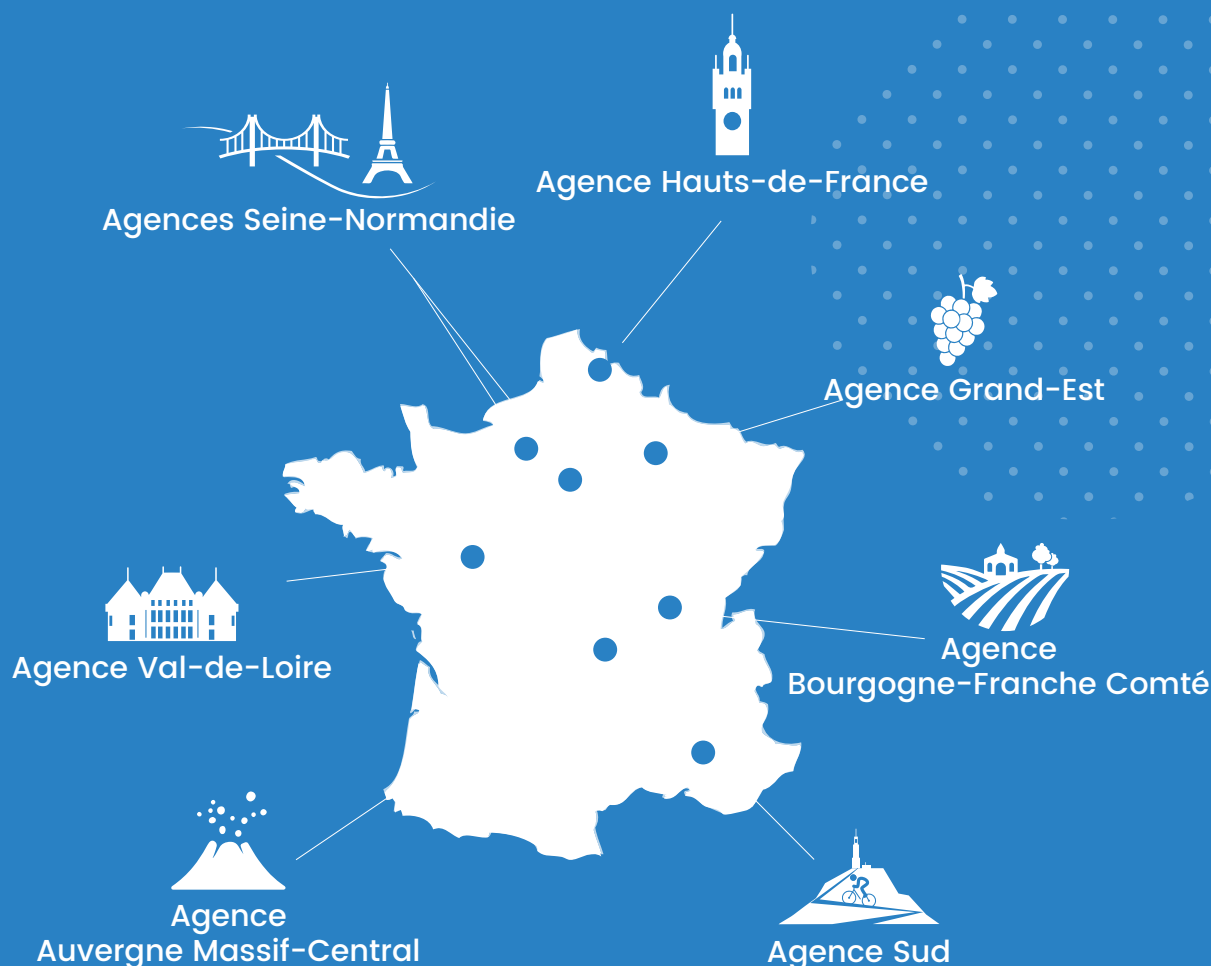 Agence Hauts-de-France
Agences Seine-Normandie
Agence Grand-Est
Agence
Bourgogne-Franche Comté
Agence Val-de-Loire
Agence
Auvergne Massif-Central
Agence Sud